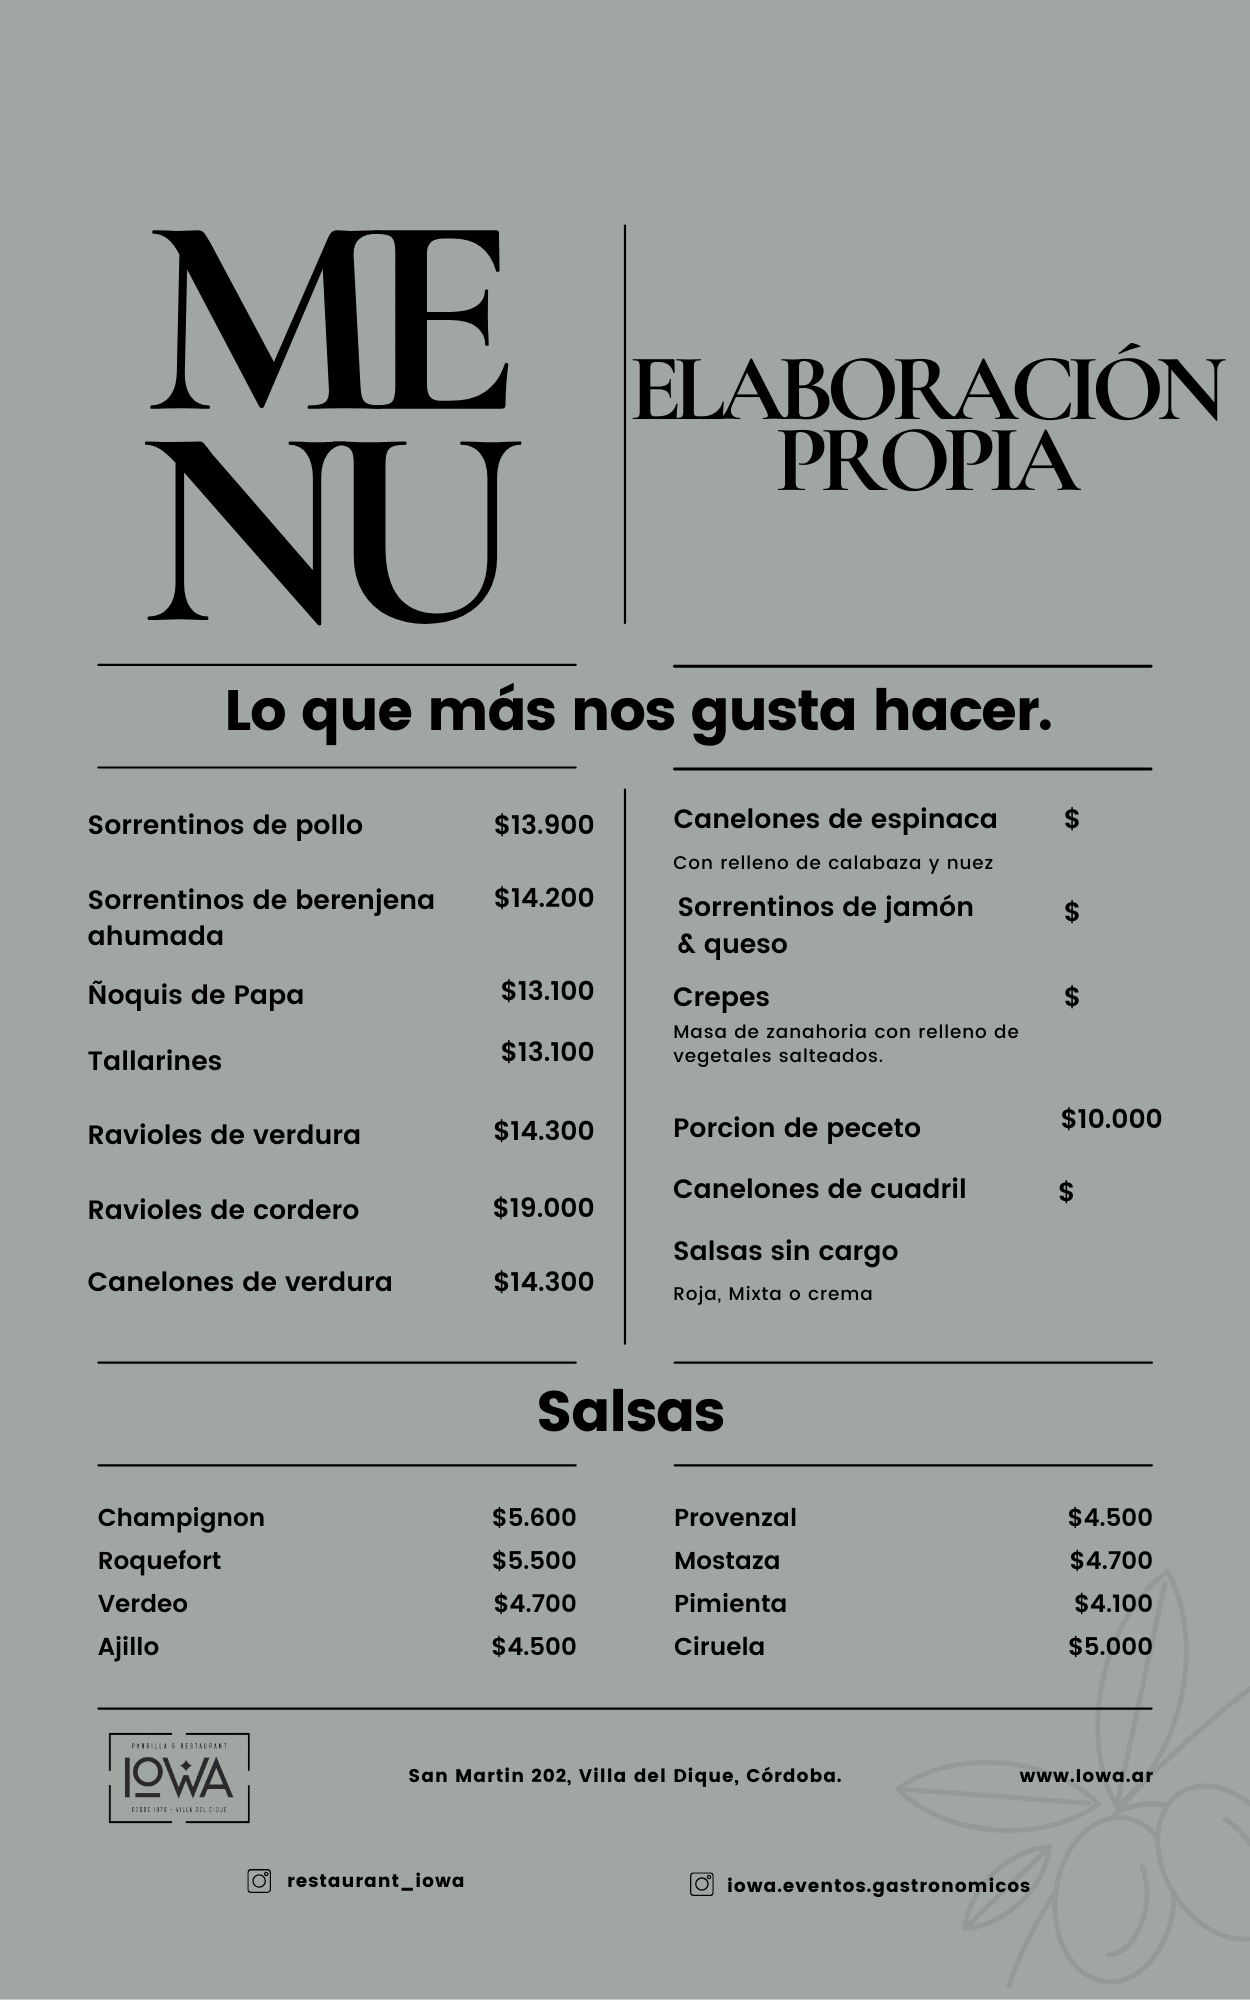 ME
NU
ELABORACIÓN
PROPIA
Lo que más nos gusta hacer.
Sorrentinos de pollo $13.900
Sorrentinos de berenjena $14.200
ahumada
Ñoquis de Papa $13.100
Tallarines $13.100
Ravioles de verdura $14.300
Ravioles de cordero $19.000
Canelones de verdura $14.300
Canelones de espinaca $
Con relleno de calabaza y nuez
Sorrentinos de jamón $
& queso
Crepes $
Masa de zanahoria con relleno de
vegetales salteados.
Porcion de peceto $10.000
Canelones de cuadril $
Salsas sin cargo
Roja, Mixta o crema
Salsas
Champignon $5.600
Roquefort $5.500
Verdeo $4.700
Ajillo $4.500
Provenzal $4.500
Mostaza $4.700
Pimienta $4.100
Ciruela $5.000
PARRILLA & RESTAURANT
IOWA
DESDE 1970 • VILLA DEL DIQUE
San Martin 202, Villa del Dique, Córdoba.
www.Iowa.ar
restaurant_iowa
iowa.eventos.gastronomicos